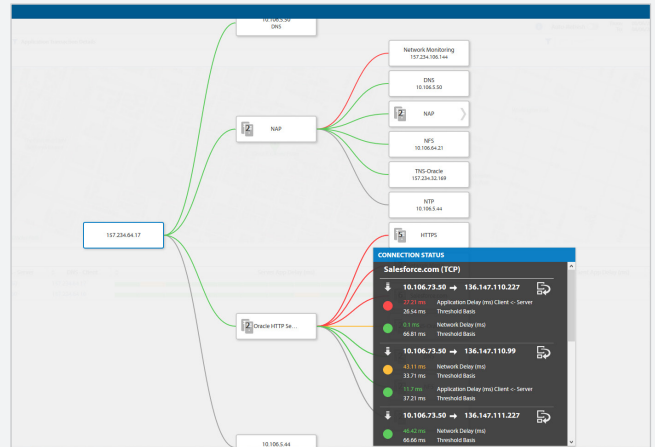 10.106.5.50
DNS
Network Monitoring
157.234.106.144
DNS
10.106.5.50
2 NAP
NFS
10.106.64.21
TNS-Oracle
157.234.32.169
NTP
10.106.5.44
2 NAP
157.234.64.17
5 HTTPS
CONNECTION STATUS
Salesforce.com (TCP)
10.106.73.50 → 136.147.110.227
27.21 ms Application Delay (ms) Client <- Server
26.54 ms Threshold Basis
0.1 ms Network Delay (ms)
66.81 ms Threshold Basis
10.106.73.50 → 136.147.110.99
43.11 ms Network Delay (ms)
33.71 ms Threshold Basis
11.7 ms Application Delay (ms) Client <- Server
37.21 ms Threshold Basis
10.106.73.50 → 136.147.111.227
46.42 ms Network Delay (ms)
66.66 ms Threshold Basis
2 Oracle HTTP Se...
10.106.5.44